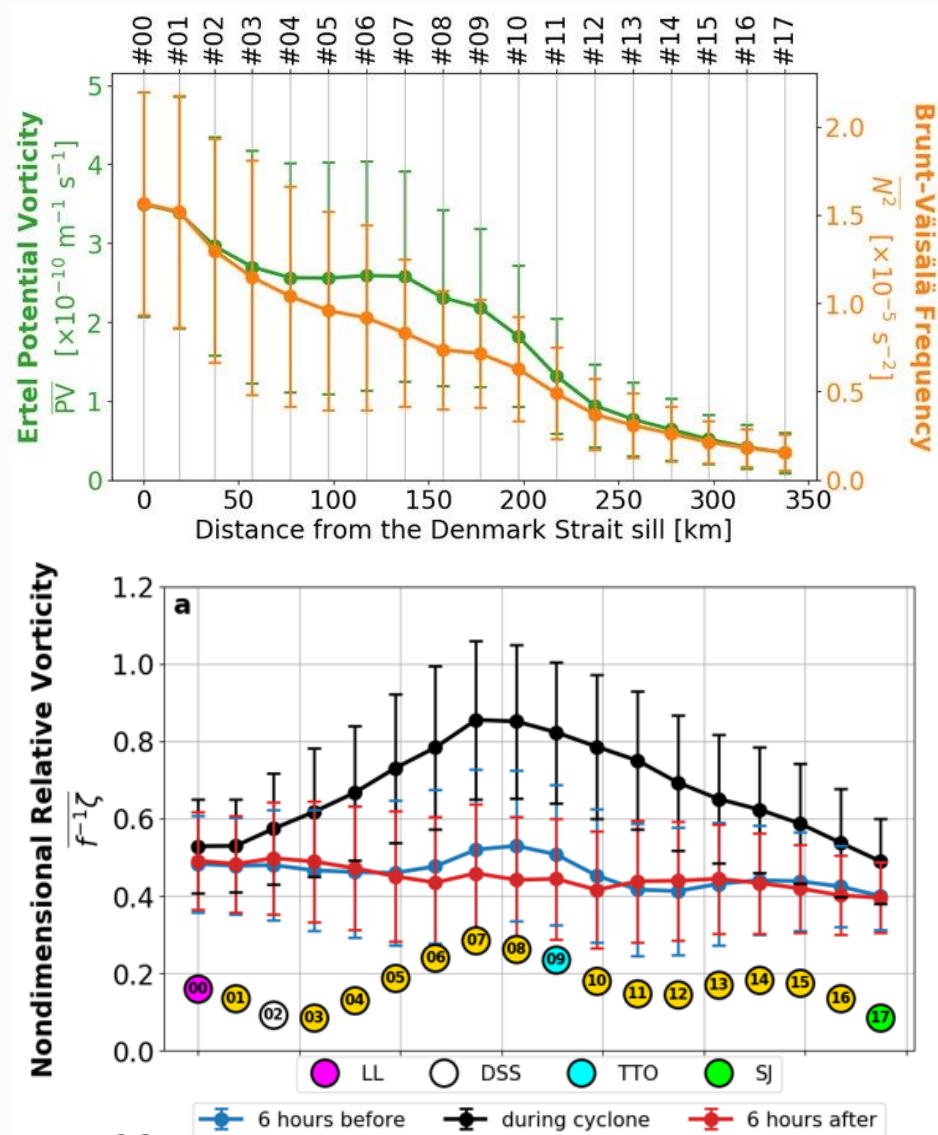 #00 #01 #02 #03 #04 #05 #06 #07 #08 #09 #10 #11 #12 #13 #14 #15 #16 #17
Ertel Potential Vorticity
PV [×10⁻¹⁰ m⁻¹ s⁻¹]
5
4
3
2
1
0
2.0
1.5
1.0
0.5
0.0
Brunt-Väisälä Frequency
N² [×10⁻⁵ s⁻²]
0 50 100 150 200 250 300 350
Distance from the Denmark Strait sill [km]
Nondimensional Relative Vorticity
f⁻¹ζ
a
1.2
1.0
0.8
0.6
0.4
0.2
0.0
00 01 02 03 04 05 06 07 08 09 10 11 12 13 14 15 16 17
LL DSS TTO SJ
6 hours before during cyclone 6 hours after